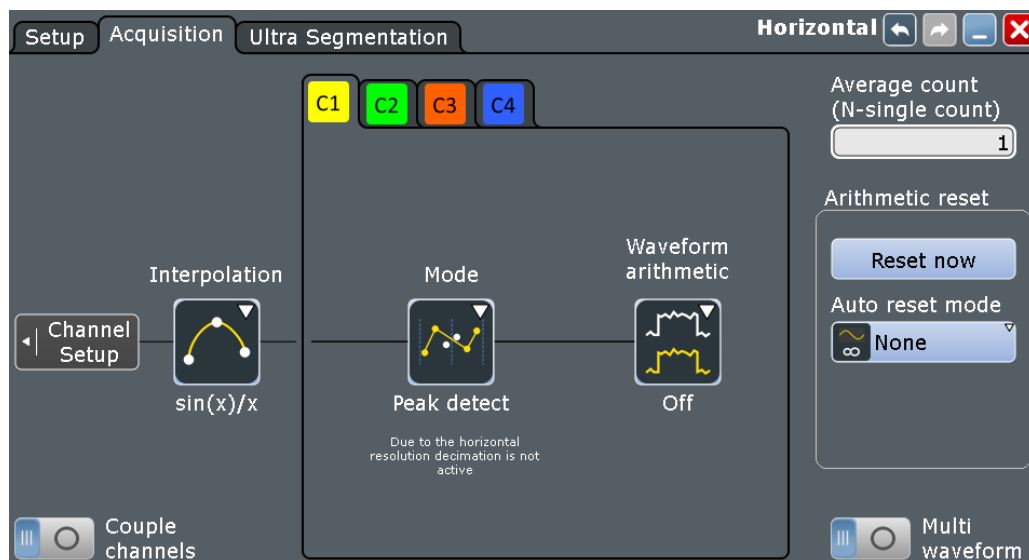 Setup
Acquisition
Ultra Segmentation
Horizontal
C1
C2
C3
C4
Average count
(N-single count)
1
Arithmetic reset
Reset now
Auto reset mode
None
Channel
Setup
Interpolation
sin(x)/x
Mode
Peak detect
Due to the horizontal
resolution decimation is not
active
Waveform
arithmetic
Off
Couple
channels
Multi
waveform